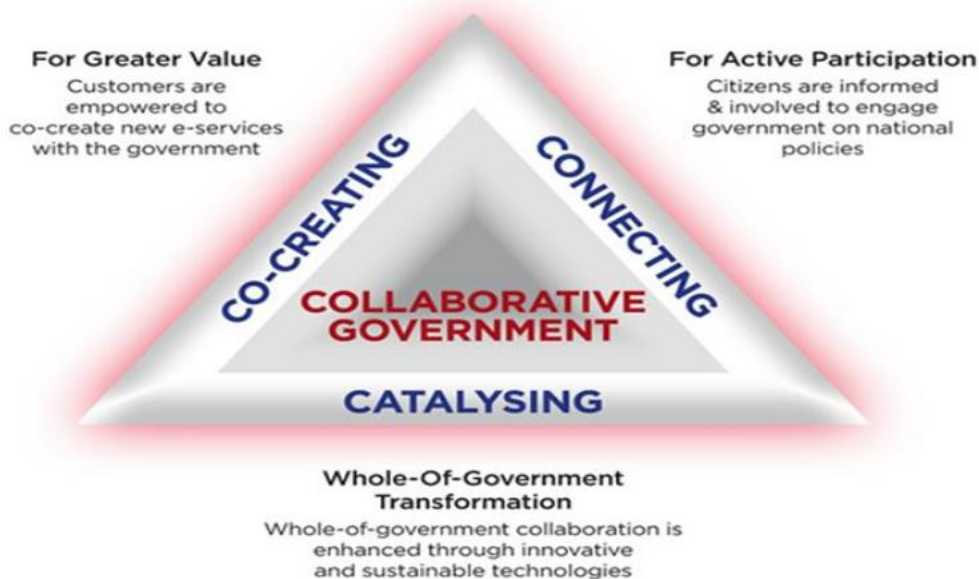 For Greater Value
Customers are
empowered to
co-create new e-services
with the government
For Active Participation
Citizens are informed
& involved to engage
government on national
policies
CO-CREATING
CONNECTING
COLLABORATIVE
GOVERNMENT
CATALYSING
Whole-Of-Government
Transformation
Whole-of-government collaboration is
enhanced through innovative
and sustainable technologies